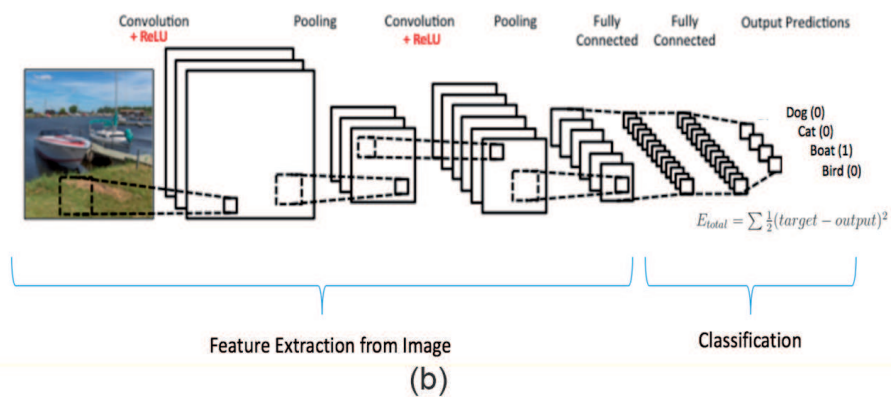 Convolution
+ ReLU
Pooling
Convolution
+ ReLU
Pooling
Fully
Connected
Fully
Connected
Output Predictions
Dog (0)
Cat (0)
Boat (1)
Bird (0)
E_total = ∑ ½(target − output)²
Feature Extraction from Image
Classification
(b)